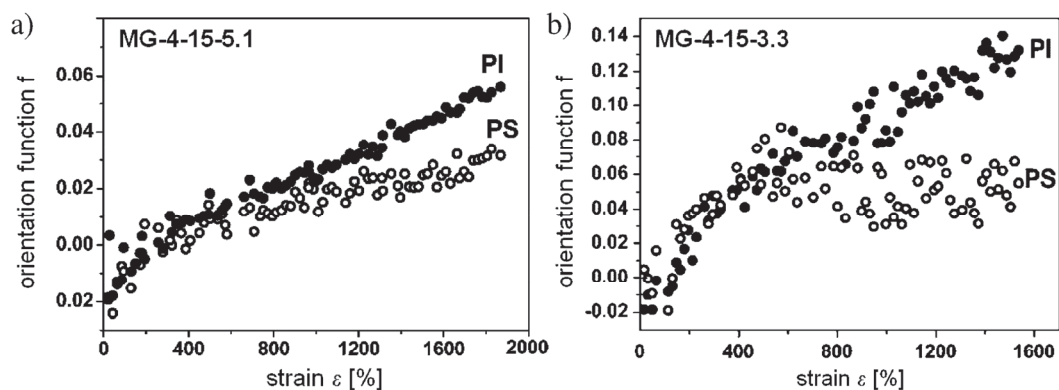 a)
MG-4-15-5.1
PI
PS
orientation function f
0.06
0.04
0.02
0.00
0.02
0
400
800
1200
1600
2000
strain ε [%]
b)
MG-4-15-3.3
PI
PS
orientation function f
0.14
0.12
0.10
0.08
0.06
0.04
0.02
0.00
-0.02
0
400
800
1200
1600
strain ε [%]